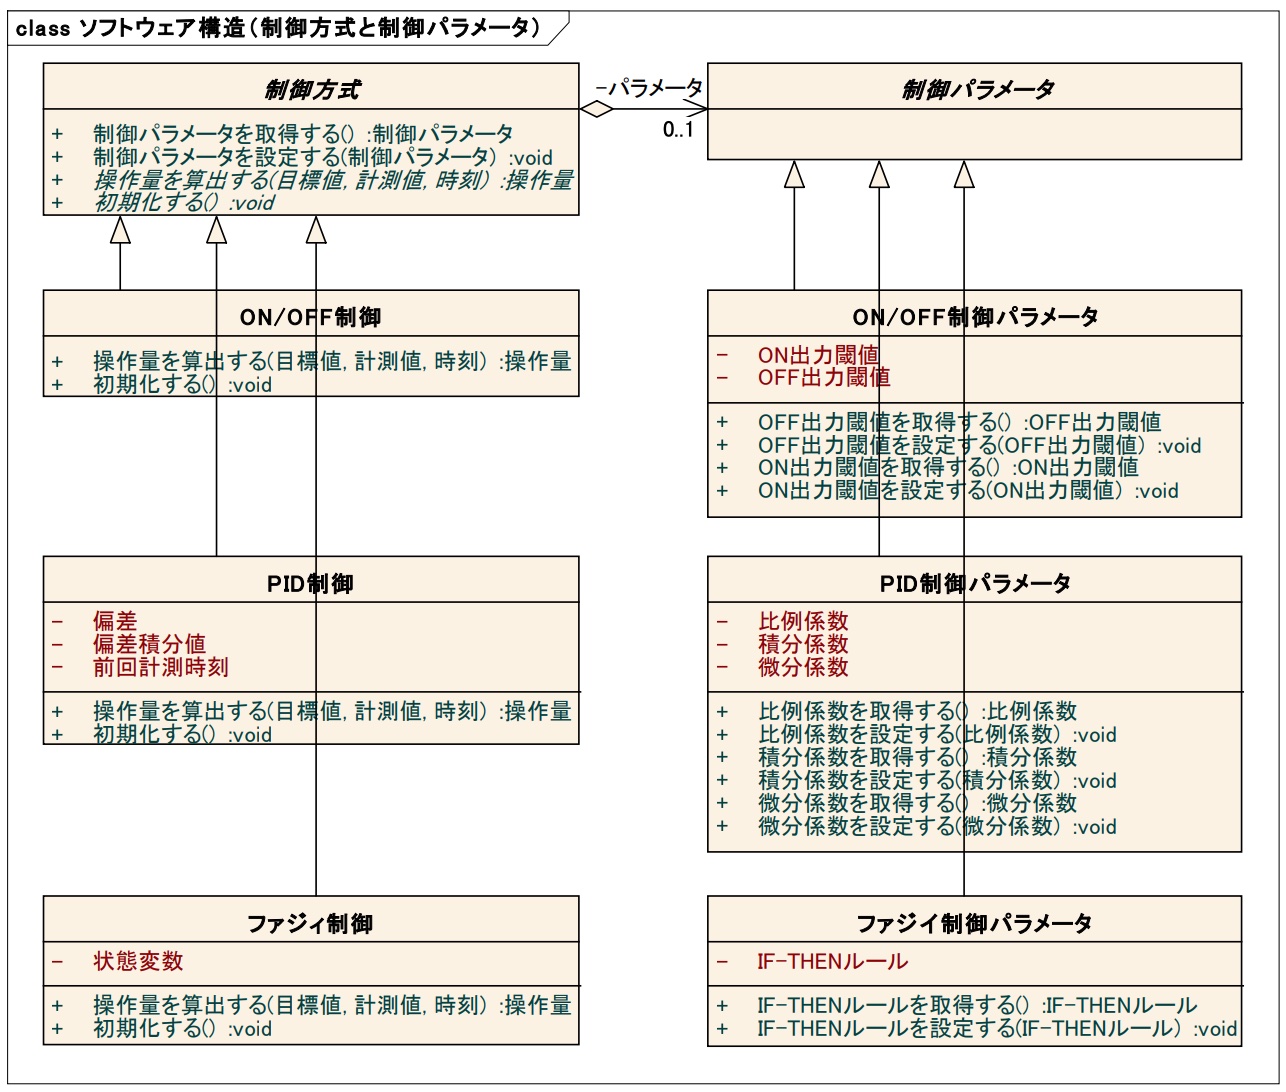 class ソフトウェア構造（制御方式と制御パラメータ）
制御方式
+ 制御パラメータを取得する() :制御パラメータ
+ 制御パラメータを設定する(制御パラメータ) :void
+ 操作量を算出する(目標値, 計測値, 時刻) :操作量
+ 初期化する() :void
-パラメータ
0..1
制御パラメータ
ON/OFF制御
+ 操作量を算出する(目標値, 計測値, 時刻) :操作量
+ 初期化する() :void
ON/OFF制御パラメータ
- ON出力閾値
- OFF出力閾値
+ OFF出力閾値を取得する() :OFF出力閾値
+ OFF出力閾値を設定する(OFF出力閾値) :void
+ ON出力閾値を取得する() :ON出力閾値
+ ON出力閾値を設定する(ON出力閾値) :void
PID制御
- 偏差
- 偏差積分値
- 前回計測時刻
+ 操作量を算出する(目標値, 計測値, 時刻) :操作量
+ 初期化する() :void
PID制御パラメータ
- 比例係数
- 積分係数
- 微分係数
+ 比例係数を取得する() :比例係数
+ 比例係数を設定する(比例係数) :void
+ 積分係数を取得する() :積分係数
+ 積分係数を設定する(積分係数) :void
+ 微分係数を取得する() :微分係数
+ 微分係数を設定する(微分係数) :void
ファジィ制御
- 状態変数
+ 操作量を算出する(目標値, 計測値, 時刻) :操作量
+ 初期化する() :void
ファジイ制御パラメータ
- IF-THENルール
+ IF-THENルールを取得する() :IF-THENルール
+ IF-THENルールを設定する(IF-THENルール) :void